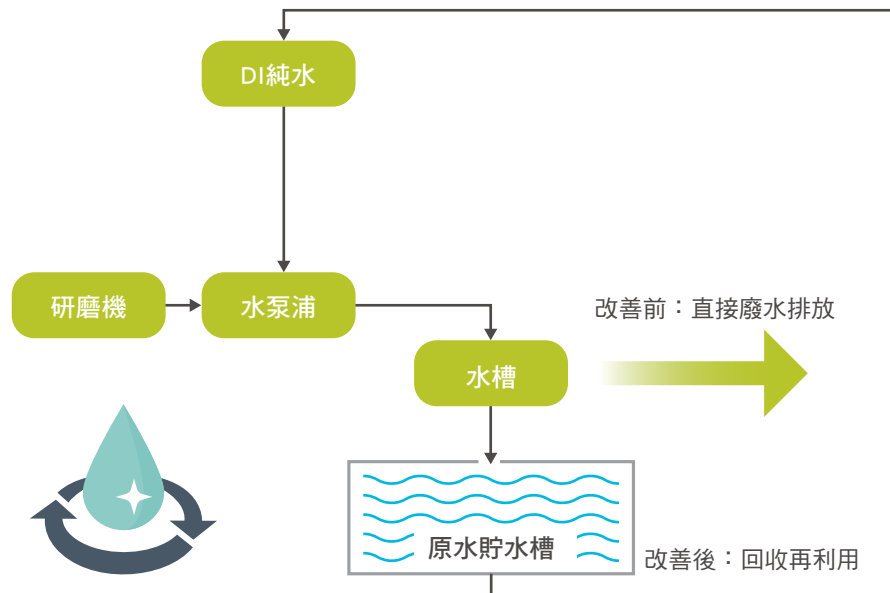 DI純水
研磨機
水泵浦
改善前：直接廢水排放
水槽
原水貯水槽
改善後：回收再利用